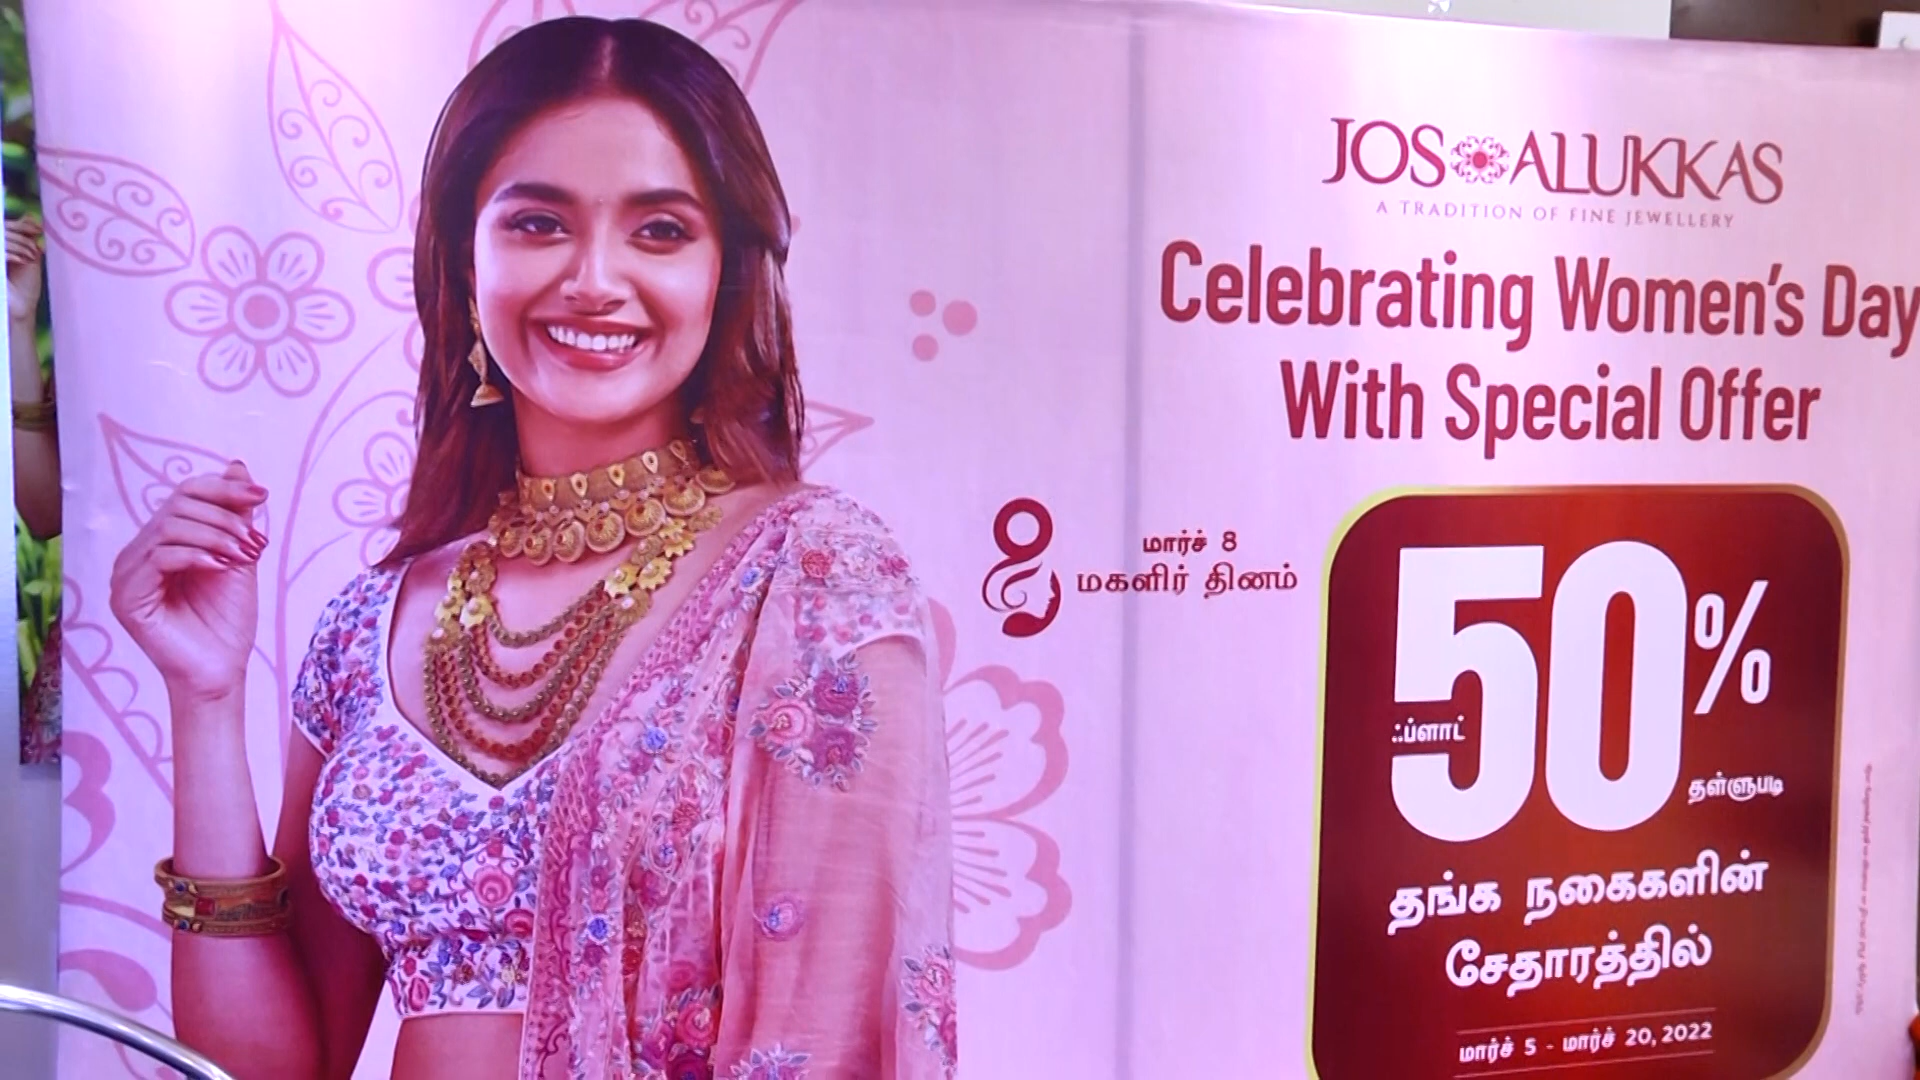 JOS ALUKKAS
A TRADITION OF FINE JEWELLERY
Celebrating Women's Day
With Special Offer
மார்ச் 8
மகளிர் தினம்
ஃப்ளாட்
50%
தள்ளுபடி
தங்க நகைகளின்
சேதாரத்தில்
மார்ச் 5 - மார்ச் 20, 2022